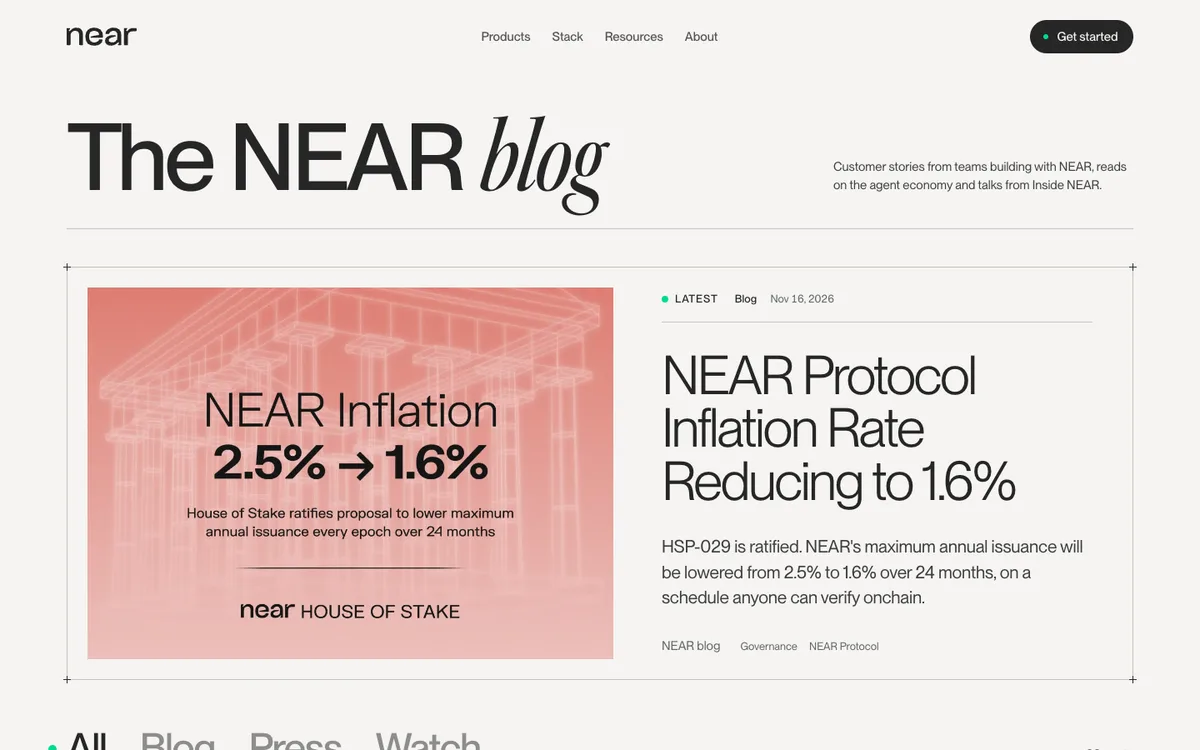 near
Products
Stack
Resources
About
Get started
The NEAR blog
Customer stories from teams building with NEAR, reads
on the agent economy and talks from Inside NEAR.
NEAR Inflation
2.5% → 1.6%
House of Stake ratifies proposal to lower maximum
annual issuance every epoch over 24 months
near HOUSE OF STAKE
LATEST Blog Nov 16, 2026
NEAR Protocol
Inflation Rate
Reducing to 1.6%
HSP-029 is ratified. NEAR's maximum annual issuance will
be lowered from 2.5% to 1.6% over 24 months, on a
schedule anyone can verify onchain.
NEAR blog Governance NEAR Protocol
All Blog Press Watch